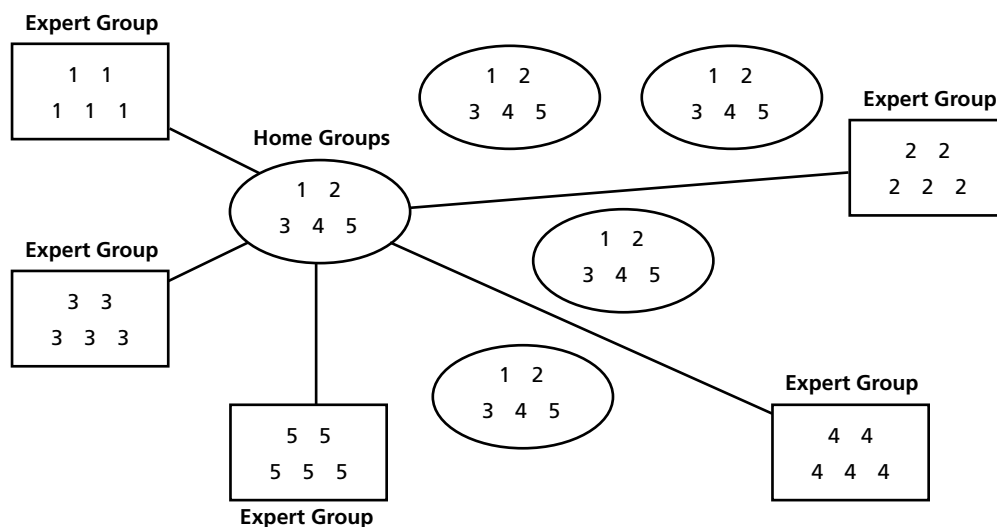 Expert Group
1 1
1 1 1
Home Groups
1 2
3 4 5
1 2
3 4 5
1 2
3 4 5
Expert Group
2 2
2 2 2
1 2
3 4 5
Expert Group
3 3
3 3 3
1 2
3 4 5
Expert Group
4 4
4 4 4
5 5
5 5 5
Expert Group